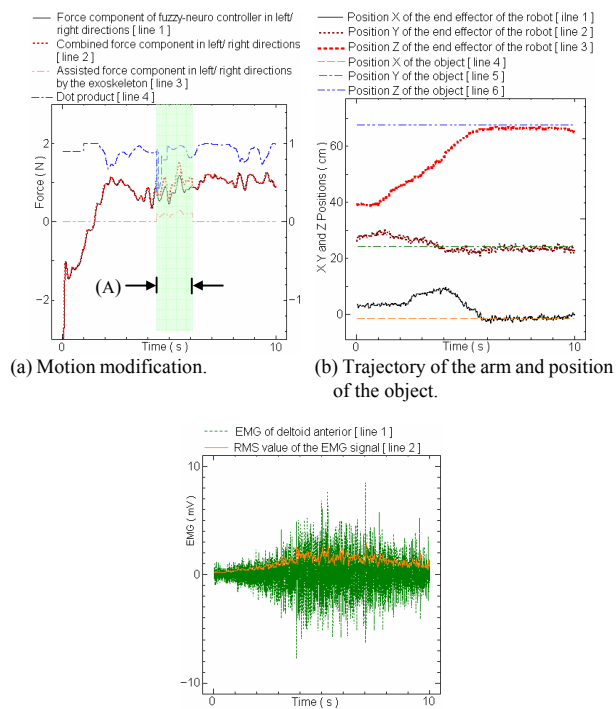 Force component of fuzzy-neuro controller in left/
right directions [ line 1 ]
Combined force component in left/ right directions
[ line 2 ]
Assisted force component in left/ right directions
by the exoskeleton [ line 3 ]
Dot product [ line 4 ]
Force ( N )
2
0
−2
1
0
−1
(A)
0
Time ( s )
10
(a) Motion modification.
Position X of the end effector of the robot [ ilne 1 ]
Position Y of the end effector of the robot [ line 2 ]
Position Z of the end effector of the robot [ line 3 ]
Position X of the object [ line 4 ]
Position Y of the object [ line 5 ]
Position Z of the object [ line 6 ]
X Y and Z Positions ( cm )
60
40
20
0
0
Time ( s )
10
(b) Trajectory of the arm and position
of the object.
EMG of deltoid anterior [ line 1 ]
RMS value of the EMG signal [ line 2 ]
EMG ( mV )
10
0
−10
0
Time ( s )
10